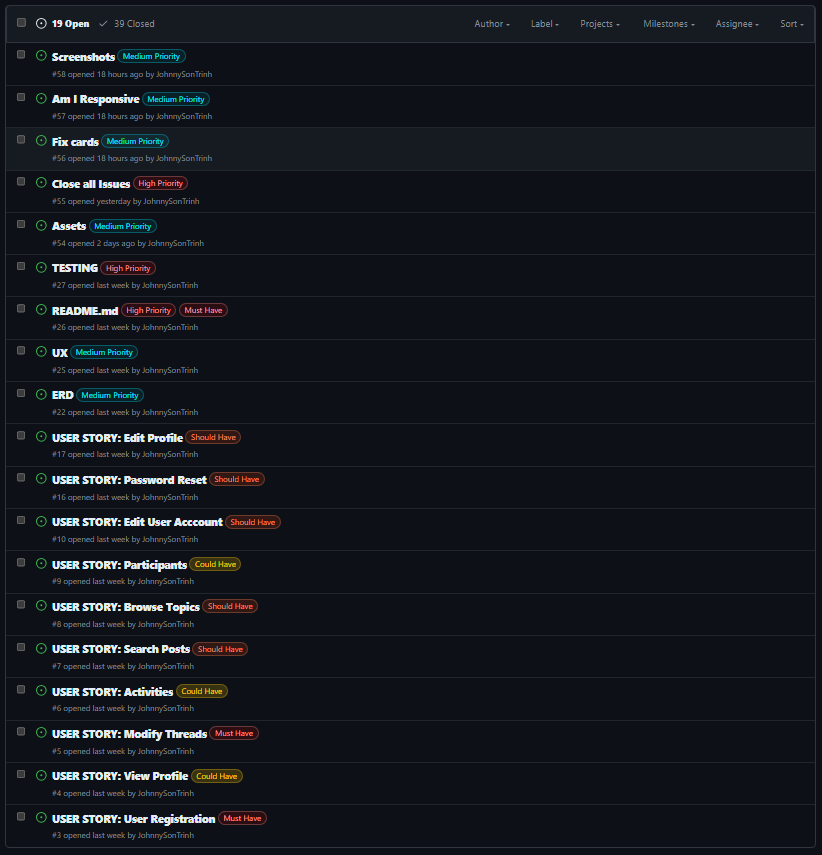 19 Open 39 Closed Author Label Projects Milestones Assignee Sort
Screenshots Medium Priority
#58 opened 18 hours ago by JohnnySonTrinh
Am I Responsive Medium Priority
#57 opened 18 hours ago by JohnnySonTrinh
Fix cards Medium Priority
#56 opened 18 hours ago by JohnnySonTrinh
Close all Issues High Priority
#55 opened yesterday by JohnnySonTrinh
Assets Medium Priority
#54 opened 2 days ago by JohnnySonTrinh
TESTING High Priority
#27 opened last week by JohnnySonTrinh
README.md High Priority Must Have
#26 opened last week by JohnnySonTrinh
UX Medium Priority
#25 opened last week by JohnnySonTrinh
ERD Medium Priority
#22 opened last week by JohnnySonTrinh
USER STORY: Edit Profile Should Have
#17 opened last week by JohnnySonTrinh
USER STORY: Password Reset Should Have
#16 opened last week by JohnnySonTrinh
USER STORY: Edit User Acccount Should Have
#10 opened last week by JohnnySonTrinh
USER STORY: Participants Could Have
#9 opened last week by JohnnySonTrinh
USER STORY: Browse Topics Should Have
#8 opened last week by JohnnySonTrinh
USER STORY: Search Posts Should Have
#7 opened last week by JohnnySonTrinh
USER STORY: Activities Could Have
#6 opened last week by JohnnySonTrinh
USER STORY: Modify Threads Must Have
#5 opened last week by JohnnySonTrinh
USER STORY: View Profile Could Have
#4 opened last week by JohnnySonTrinh
USER STORY: User Registration Must Have
#3 opened last week by JohnnySonTrinh